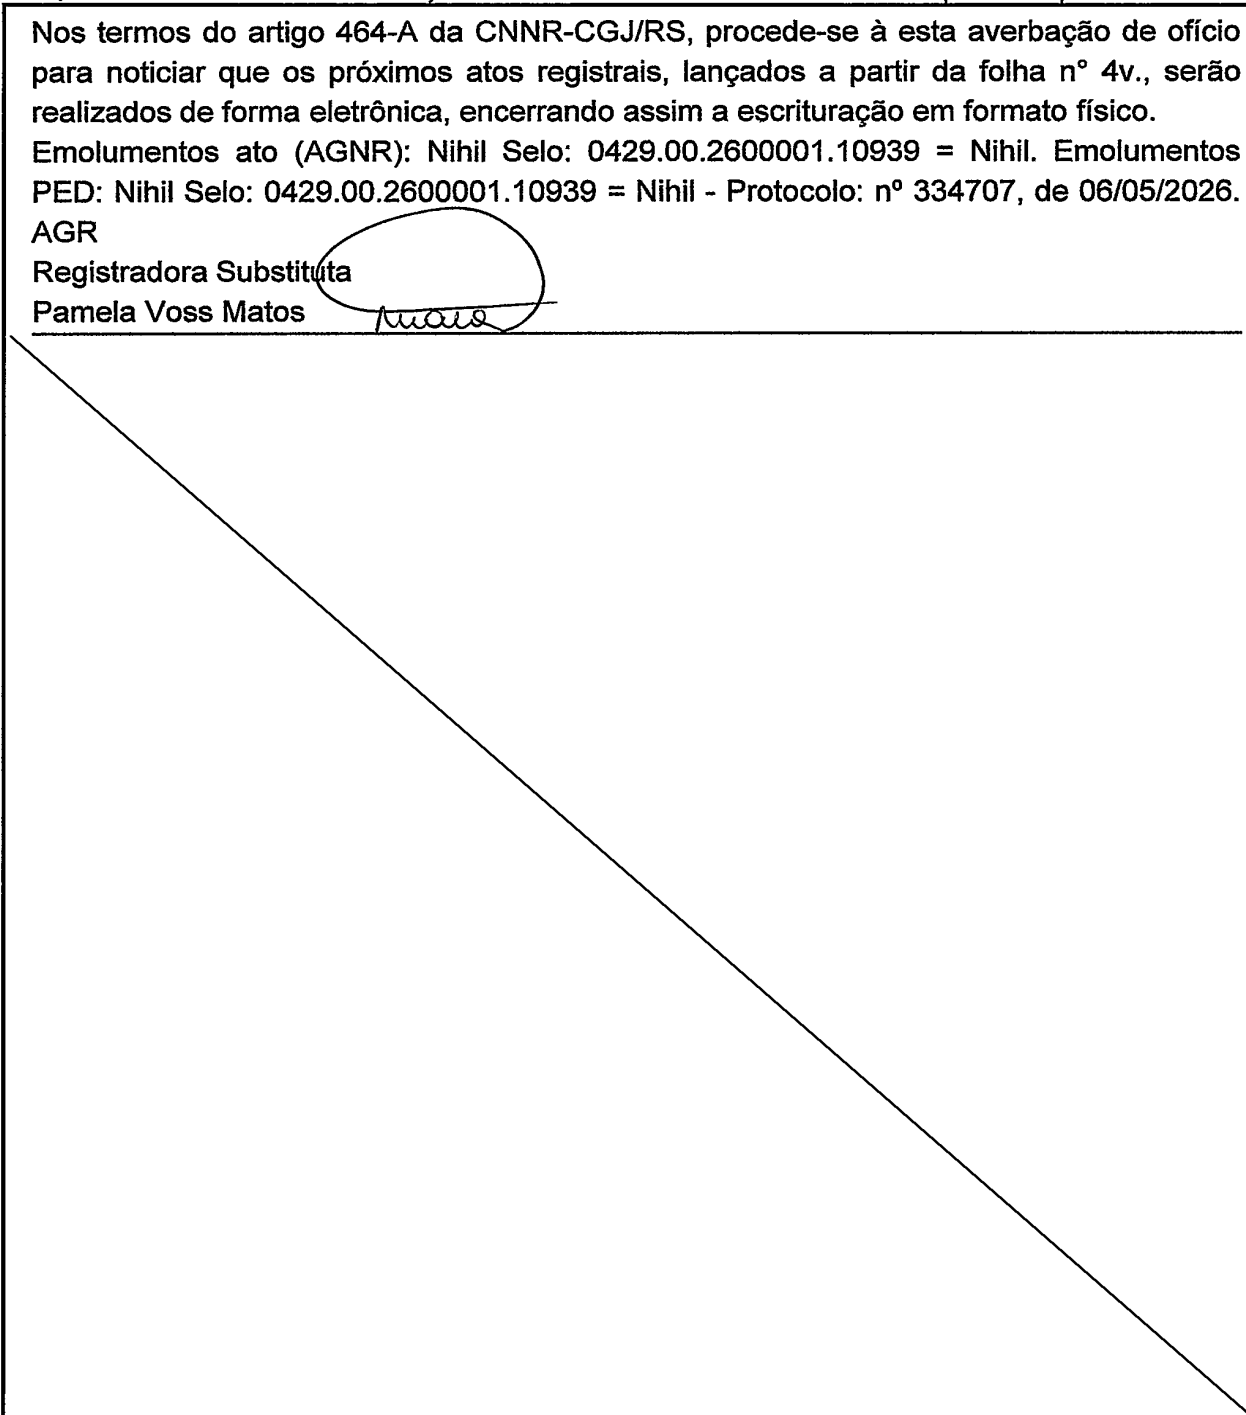 Nos termos do artigo 464-A da CNNR-CGJ/RS, procede-se à esta averbação de ofício
para noticiar que os próximos atos registrais, lançados a partir da folha nº 4v., serão
realizados de forma eletrônica, encerrando assim a escrituração em formato físico.
Emolumentos ato (AGNR): Nihil Selo: 0429.00.2600001.10939 = Nihil. Emolumentos
PED: Nihil Selo: 0429.00.2600001.10939 = Nihil - Protocolo: nº 334707, de 06/05/2026.
AGR
Registradora Substituta
Pamela Voss Matos